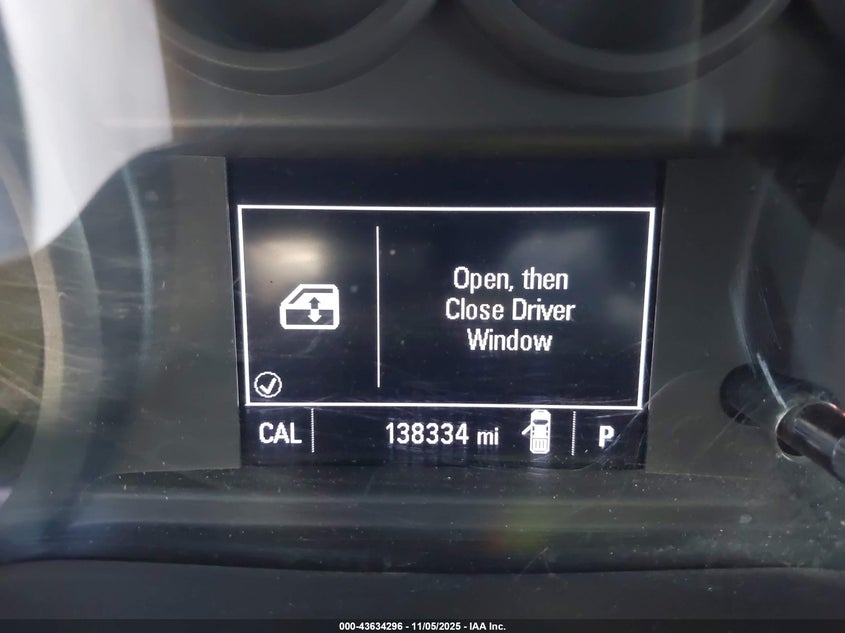 Open, then
Close Driver
Window
CAL 138334 mi P
000-43634296 - 11/05/2025 - IAA Inc.